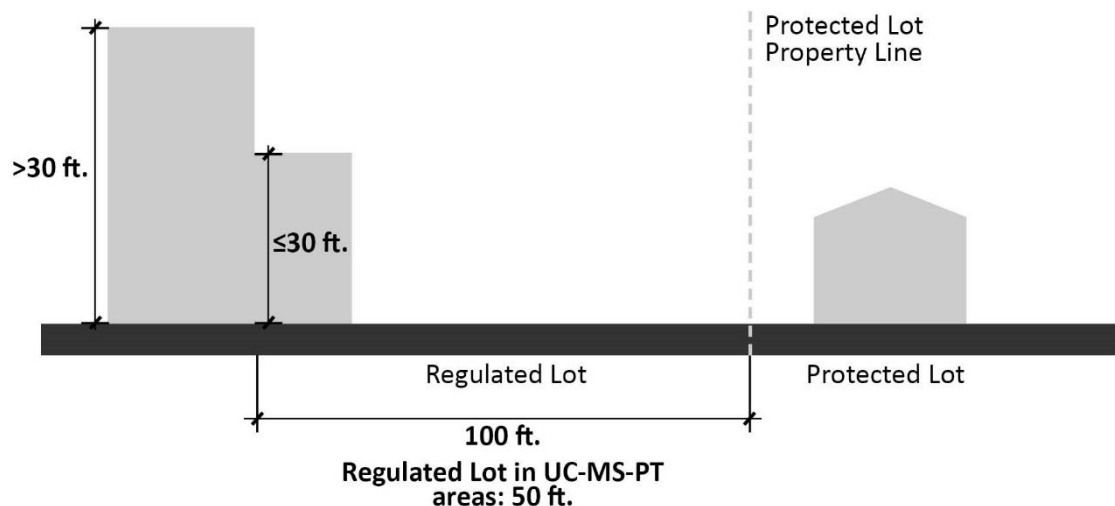 Protected Lot
Property Line
>30 ft.
≤30 ft.
Regulated Lot
Protected Lot
100 ft.
Regulated Lot in UC-MS-PT
areas: 50 ft.